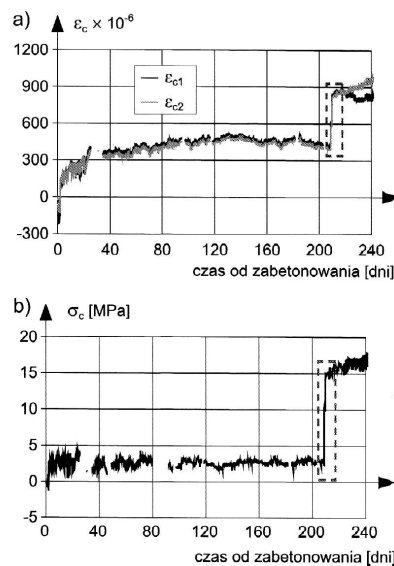 a)
ε_c × 10⁻⁶
1200
900
600
300
0
-300
ε_c1
ε_c2
0 40 80 120 160 200 240
czas od zabetonowania [dni]
b)
σ_c [MPa]
20
15
10
5
0
-5
0 40 80 120 160 200 240
czas od zabetonowania [dni]